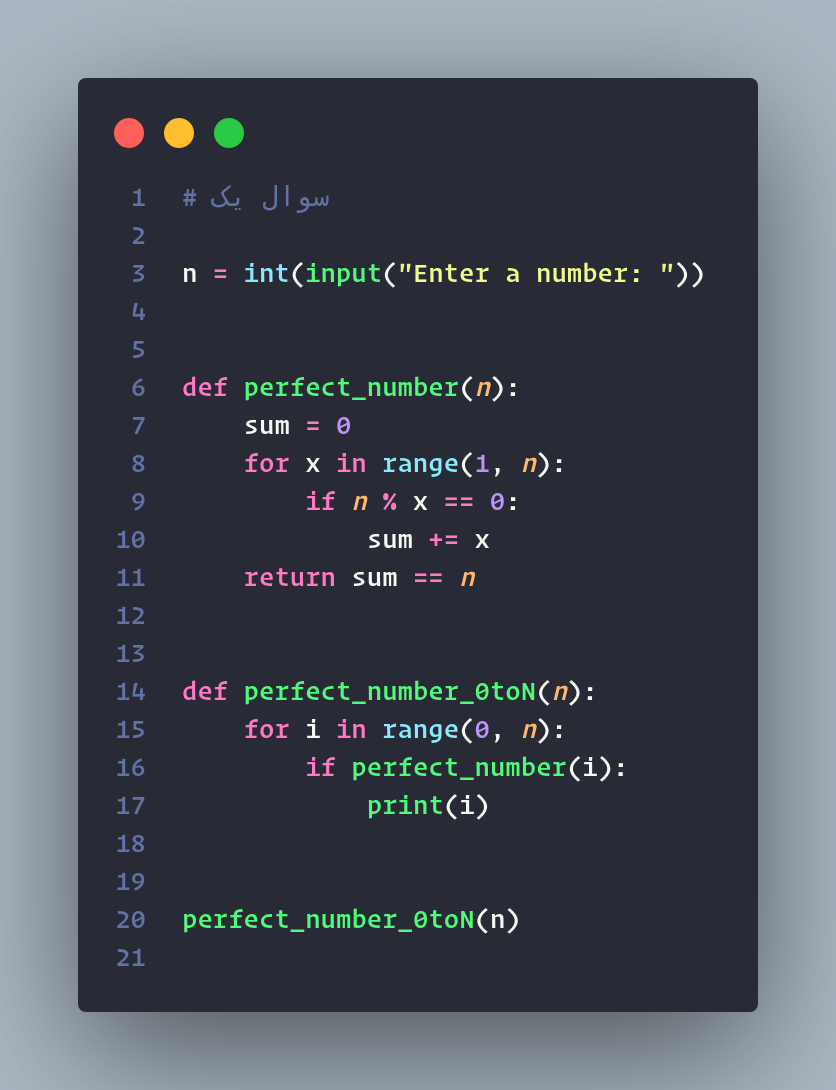 1 # سوال یک
2
3 n = int(input("Enter a number: "))
4
5
6 def perfect_number(n):
7     sum = 0
8     for x in range(1, n):
9         if n % x == 0:
10             sum += x
11     return sum == n
12
13
14 def perfect_number_0toN(n):
15     for i in range(0, n):
16         if perfect_number(i):
17             print(i)
18
19
20 perfect_number_0toN(n)
21